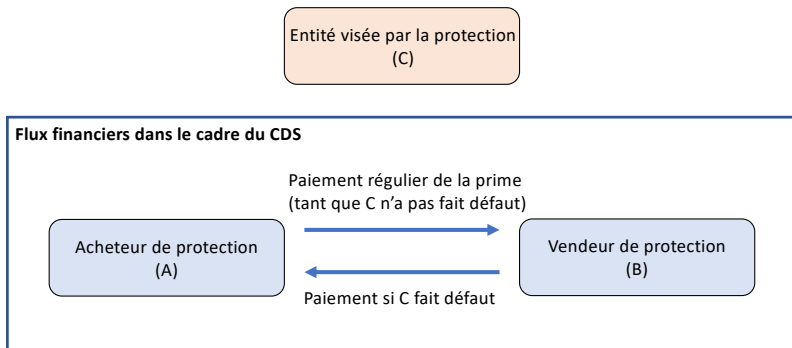 Entité visée par la protection
(C)
Flux financiers dans le cadre du CDS
Paiement régulier de la prime
(tant que C n’a pas fait défaut)
Acheteur de protection
(A)
Vendeur de protection
(B)
Paiement si C fait défaut